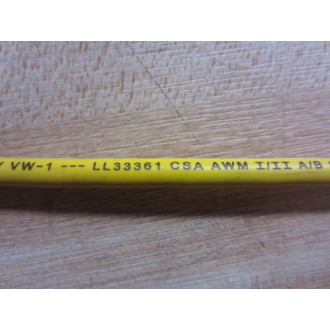 VW-1 --- LL33361 CSA AWM I/II A/B